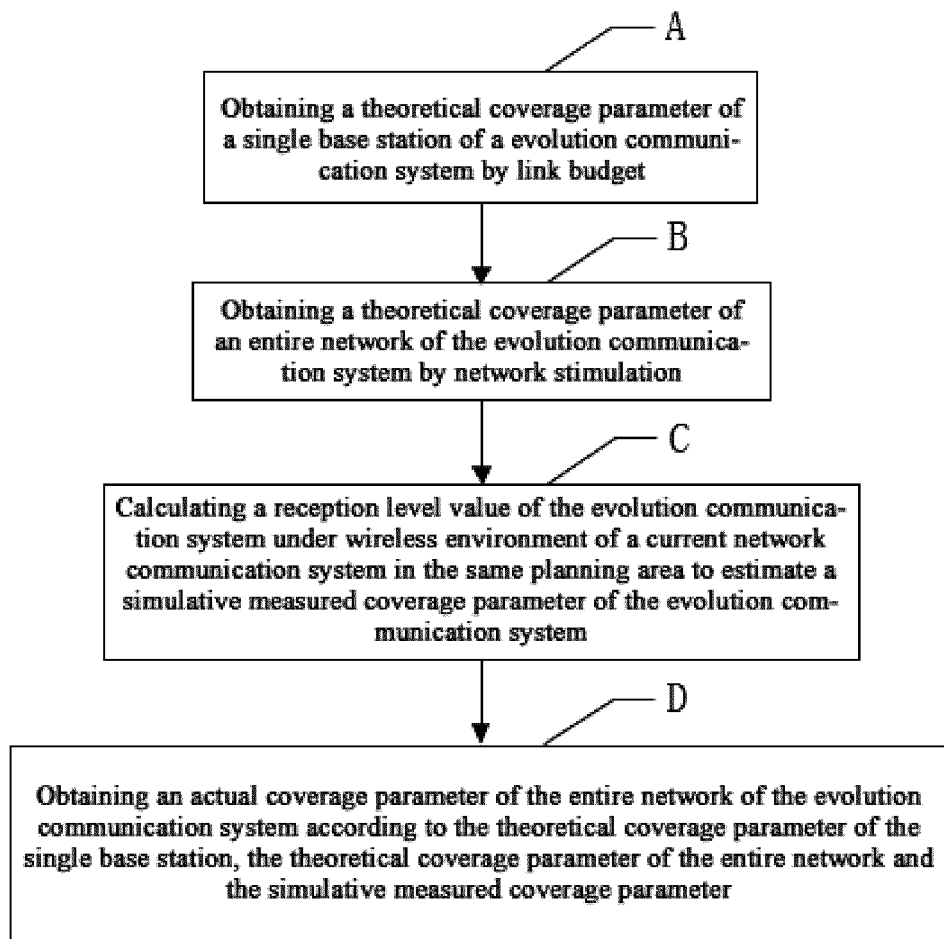 A
Obtaining a theoretical coverage parameter of
a single base station of a evolution communi-
cation system by link budget
B
Obtaining a theoretical coverage parameter of
an entire network of the evolution communica-
tion system by network stimulation
C
Calculating a reception level value of the evolution communica-
tion system under wireless environment of a current network
communication system in the same planning area to estimate a
simulative measured coverage parameter of the evolution com-
munication system
D
Obtaining an actual coverage parameter of the entire network of the evolution
communication system according to the theoretical coverage parameter of the
single base station, the theoretical coverage parameter of the entire network and
the simulative measured coverage parameter